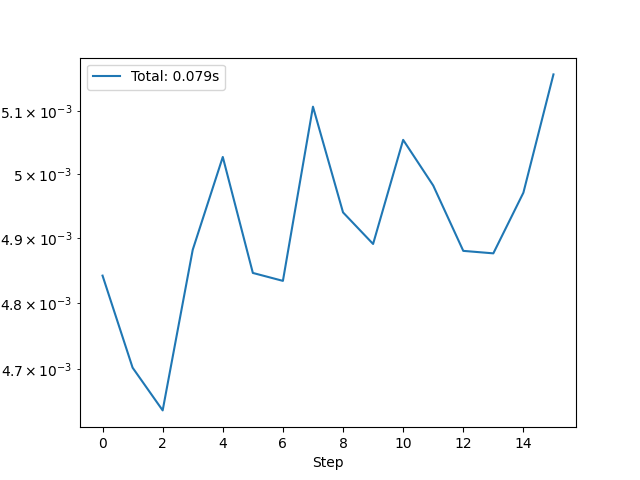 Total: 0.079s
5.1 × 10⁻³
5 × 10⁻³
4.9 × 10⁻³
4.8 × 10⁻³
4.7 × 10⁻³
0 2 4 6 8 10 12 14
Step